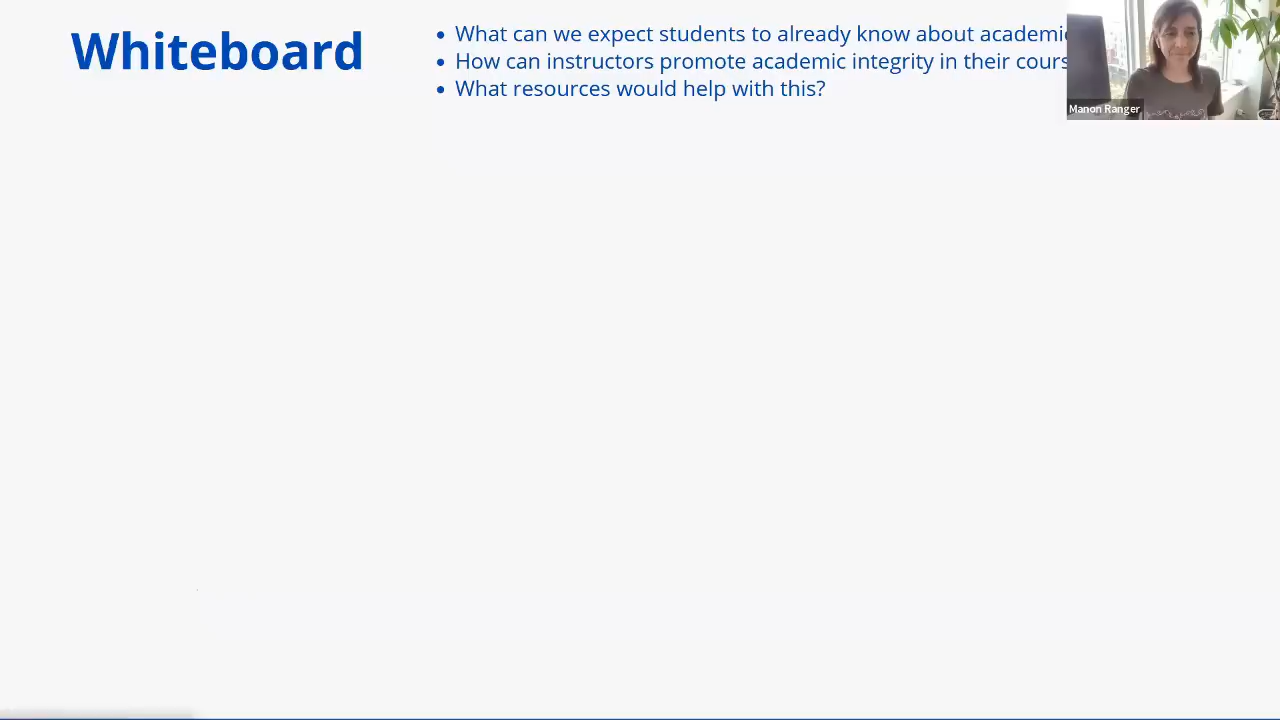 Whiteboard
• What can we expect students to already know about academic
• How can instructors promote academic integrity in their cours
• What resources would help with this?
Manon Ranger